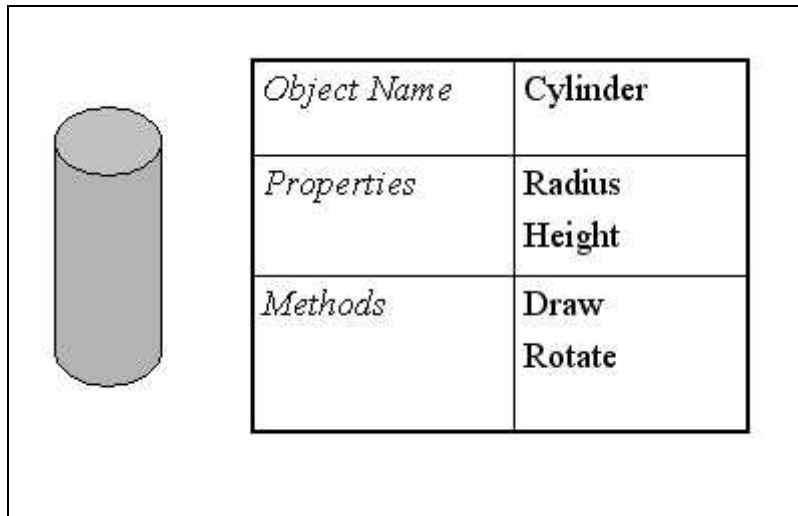 Object Name Cylinder
Properties Radius
Height
Methods Draw
Rotate